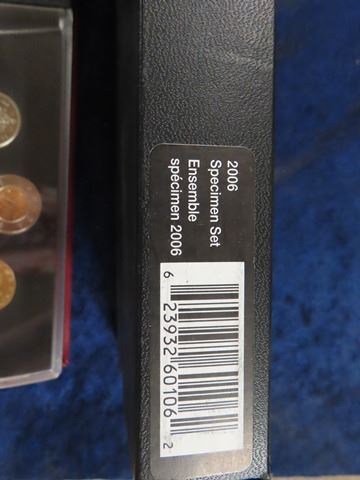 2006
Specimen Set
Ensemble
spécimen 2006
6 23932 60106 2